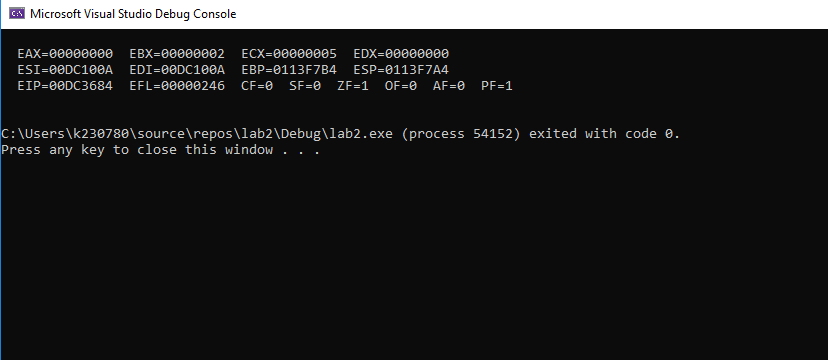 Microsoft Visual Studio Debug Console
EAX=00000000  EBX=00000002  ECX=00000005  EDX=00000000
ESI=00DC100A  EDI=00DC100A  EBP=0113F7B4  ESP=0113F7A4
EIP=00DC3684  EFL=00000246  CF=0  SF=0  ZF=1  OF=0  AF=0  PF=1
C:\Users\k230780\source\repos\lab2\Debug\lab2.exe (process 54152) exited with code 0.
Press any key to close this window . . .